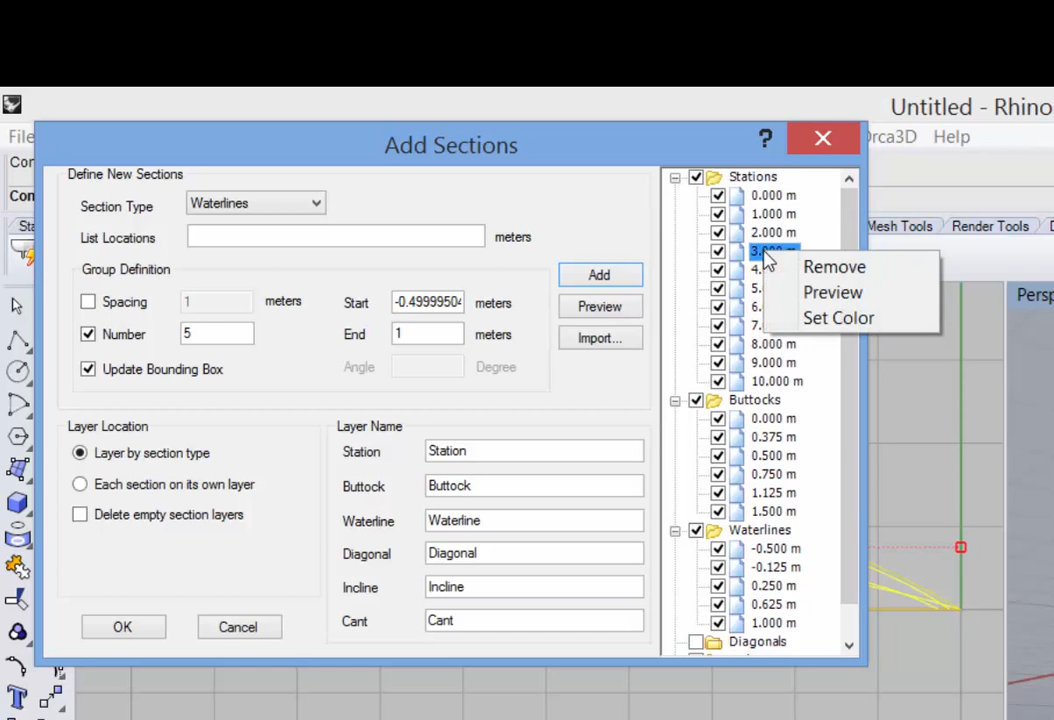 Untitled - Rhino
File
Orca3D Help
Add Sections
?
Define New Sections
Section Type
Waterlines
List Locations
meters
Group Definition
Spacing
1
meters
Start
-0.49999504
meters
Number
5
End
1
meters
Update Bounding Box
Angle
Degree
Add
Preview
Import...
Layer Location
Layer by section type
Each section on its own layer
Delete empty section layers
Layer Name
Station
Station
Buttock
Buttock
Waterline
Waterline
Diagonal
Diagonal
Incline
Incline
Cant
Cant
OK
Cancel
Stations
0.000 m
1.000 m
2.000 m
8.000 m
9.000 m
10.000 m
Buttocks
0.000 m
0.375 m
0.500 m
0.750 m
1.125 m
1.500 m
Waterlines
-0.500 m
-0.125 m
0.250 m
0.625 m
1.000 m
Diagonals
Remove
Preview
Set Color
Mesh Tools
Render Tools